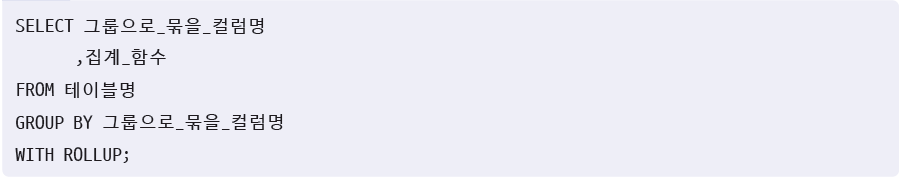 SELECT 그룹으로_묶을_컬럼명
,집계_함수
FROM 테이블명
GROUP BY 그룹으로_묶을_컬럼명
WITH ROLLUP;